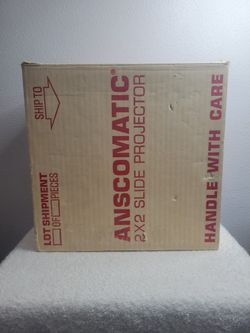 SHIP TO
LOT SHIPMENT
OF PIECES
ANSCOMATIC®
2X2 SLIDE PROJECTOR
HANDLE WITH CARE